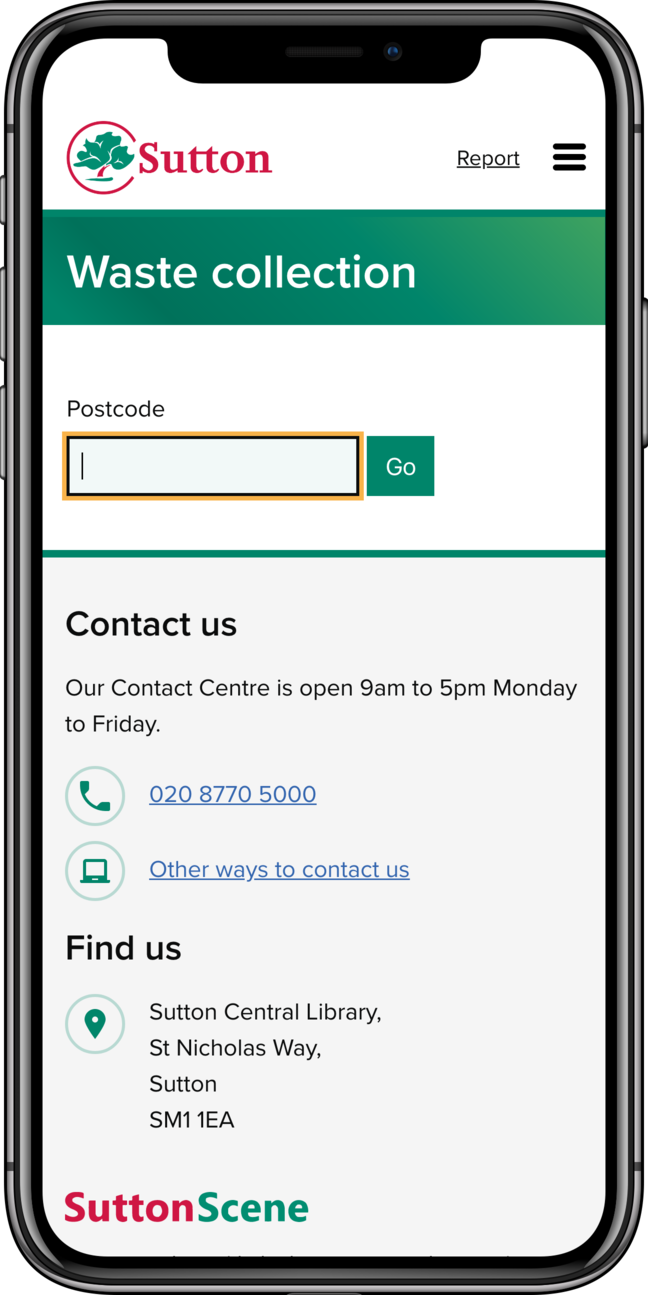 Sutton
Report
Waste collection
Postcode
Go
Contact us
Our Contact Centre is open 9am to 5pm Monday
to Friday.
020 8770 5000
Other ways to contact us
Find us
Sutton Central Library,
St Nicholas Way,
Sutton
SM1 1EA
SuttonScene